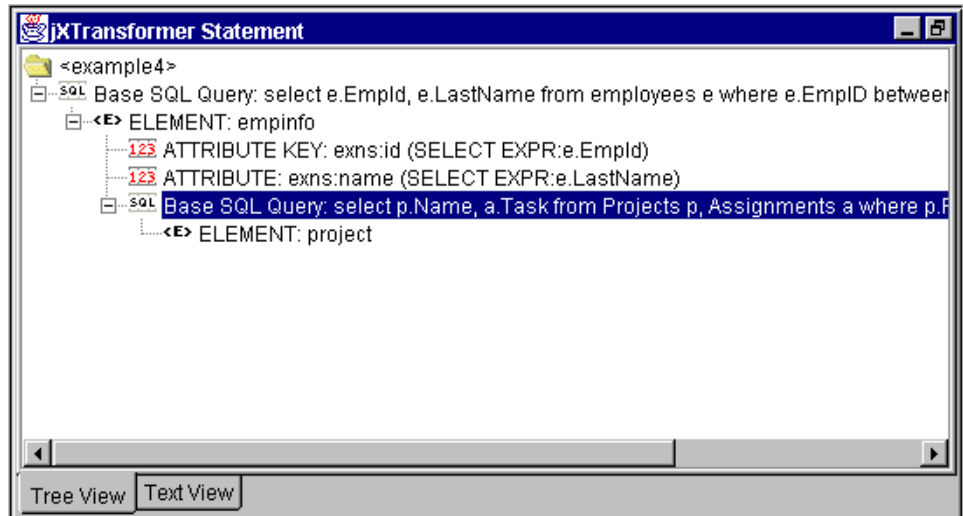 jXTransformer Statement
<example4>
SQL Base SQL Query: select e.EmpId, e.LastName from employees e where e.EmpID between
<E> ELEMENT: empinfo
123 ATTRIBUTE KEY: exns:id (SELECT EXPR:e.EmpId)
123 ATTRIBUTE: exns:name (SELECT EXPR:e.LastName)
SQL Base SQL Query: select p.Name, a.Task from Projects p, Assignments a where
<E> ELEMENT: project
Tree View Text View